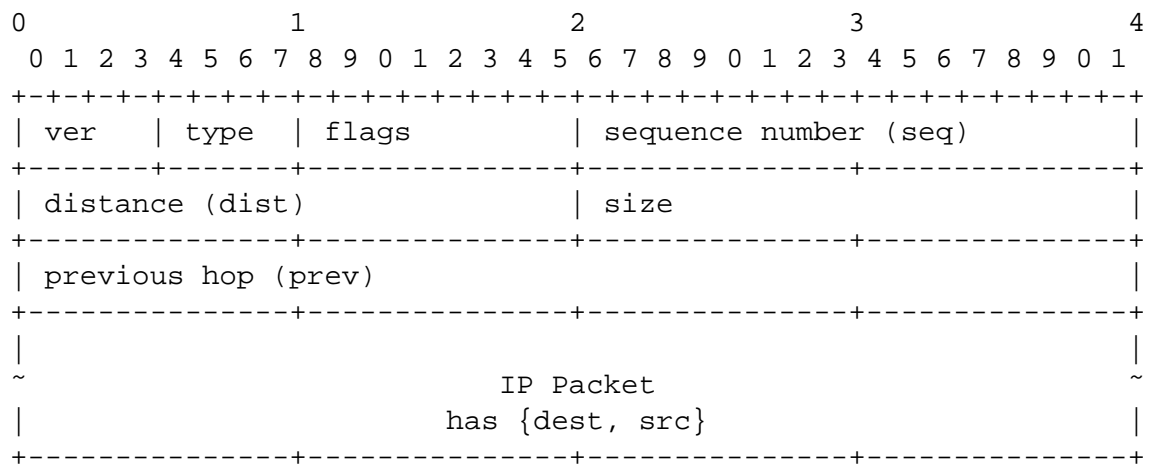 0                               1                               2                               3                               4
 0 1 2 3 4 5 6 7 8 9 0 1 2 3 4 5 6 7 8 9 0 1 2 3 4 5 6 7 8 9 0 1
+-+-+-+-+-+-+-+-+-+-+-+-+-+-+-+-+-+-+-+-+-+-+-+-+-+-+-+-+-+-+-+-+
| ver   | type  | flags         | sequence number (seq)         |
+-------+-------+---------------+---------------+---------------+
| distance (dist)               | size                          |
+---------------+---------------+---------------+---------------+
| previous hop (prev)                                           |
+---------------+---------------+---------------+---------------+
|                                                               |
~                           IP Packet                           ~
|                        has {dest, src}                        |
+---------------+---------------+---------------+---------------+